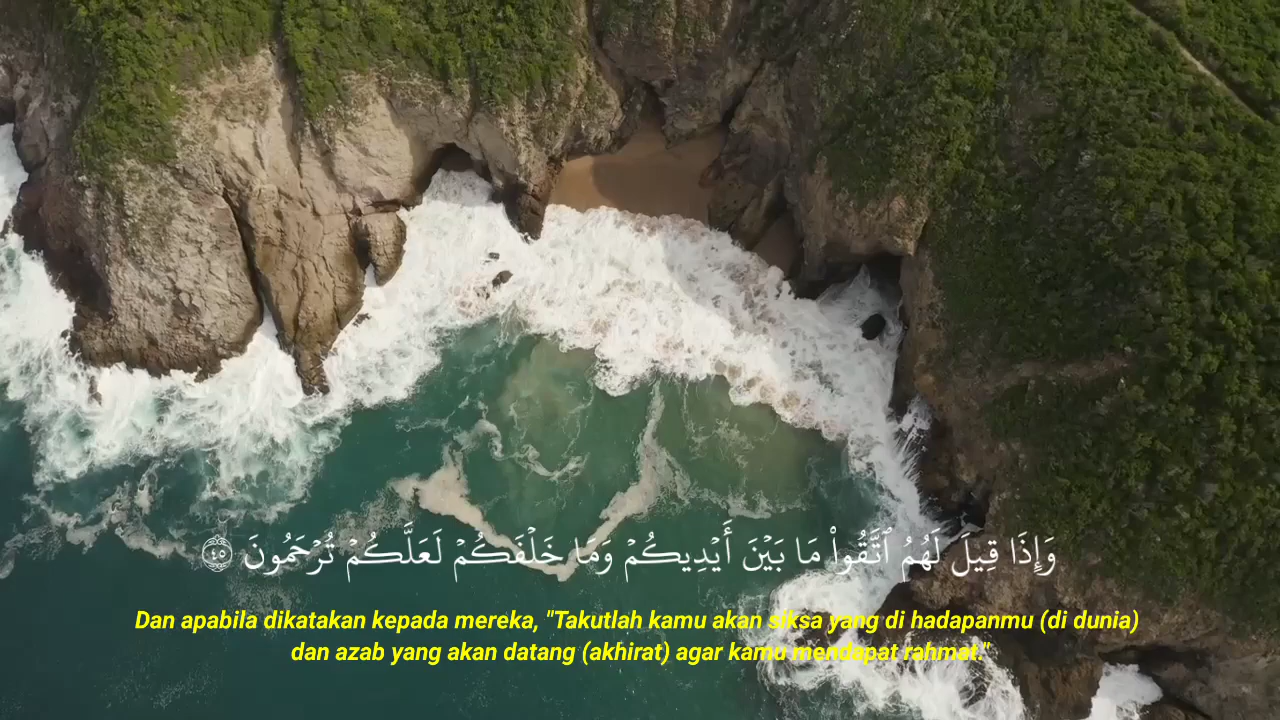 وَإِذَا قِيلَ لَهُمُ ٱتَّقُوا۟ مَا بَيْنَ أَيْدِيكُمْ وَمَا خَلْفَكُمْ لَعَلَّكُمْ تُرْحَمُونَ ٤٥
Dan apabila dikatakan kepada mereka, "Takutlah kamu akan siksa yang di hadapanmu (di dunia)
dan azab yang akan datang (akhirat) agar kamu mendapat rahmat."